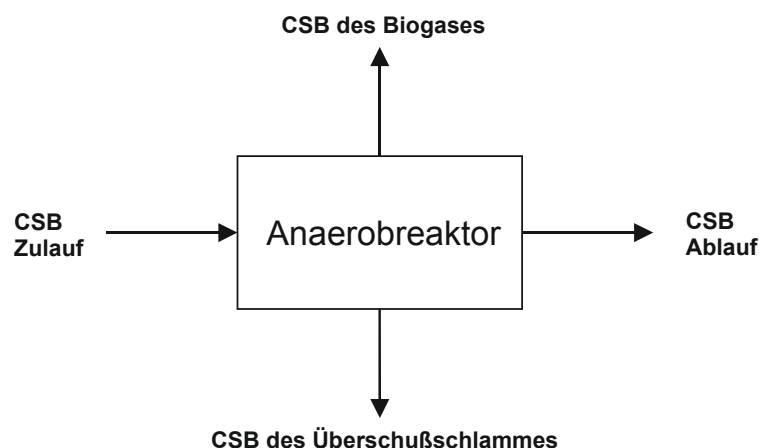 CSB des Biogases
CSB
Zulauf
Anaerobreaktor
CSB
Ablauf
CSB des Überschußschlammes